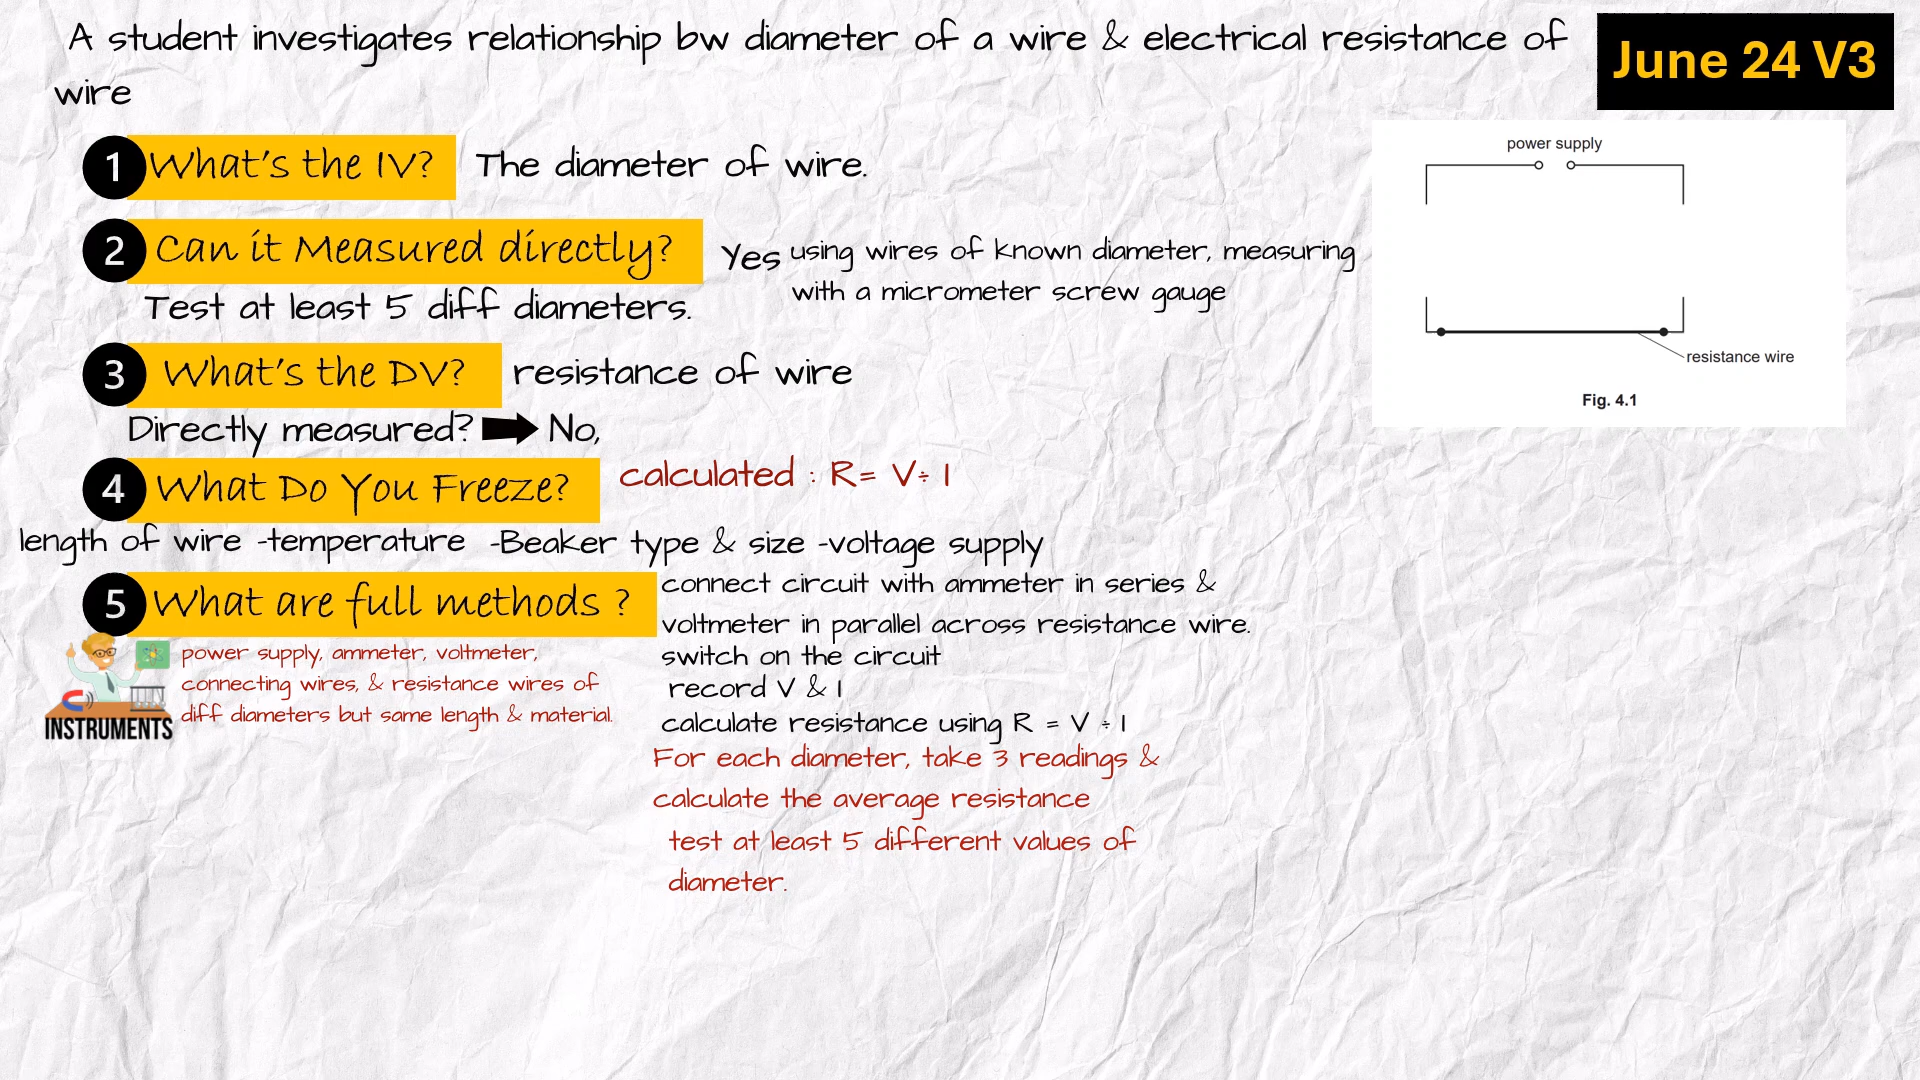 A student investigates relationship bw diameter of a wire & electrical resistance of
wire
June 24 V3
1 What's the IV? The diameter of wire.
2 Can it Measured directly? Yes using wires of known diameter, measuring
with a micrometer screw gauge
Test at least 5 diff diameters.
3 What's the DV? resistance of wire
Directly measured? No,
calculated : R= V÷ I
4 What Do You Freeze?
length of wire -temperature -Beaker type & size -voltage supply
5 What are full methods ?
connect circuit with ammeter in series &
voltmeter in parallel across resistance wire.
switch on the circuit
record V & I
calculate resistance using R = V ÷ I
For each diameter, take 3 readings &
calculate the average resistance
test at least 5 different values of
diameter.
power supply, ammeter, voltmeter,
connecting wires, & resistance wires of
diff diameters but same length & material.
INSTRUMENTS
power supply
resistance wire
Fig. 4.1